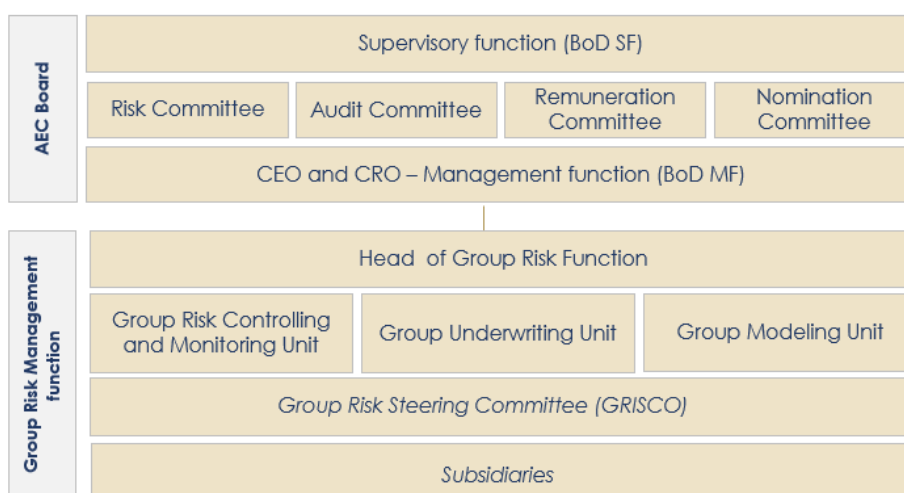 AEC Board
Supervisory function (BoD SF)
Risk Committee
Audit Committee
Remuneration
Committee
Nomination
Committee
CEO and CRO – Management function (BoD MF)
Group Risk Management
function
Head of Group Risk Function
Group Risk Controlling
and Monitoring Unit
Group Underwriting Unit
Group Modeling Unit
Group Risk Steering Committee (GRISCO)
Subsidiaries